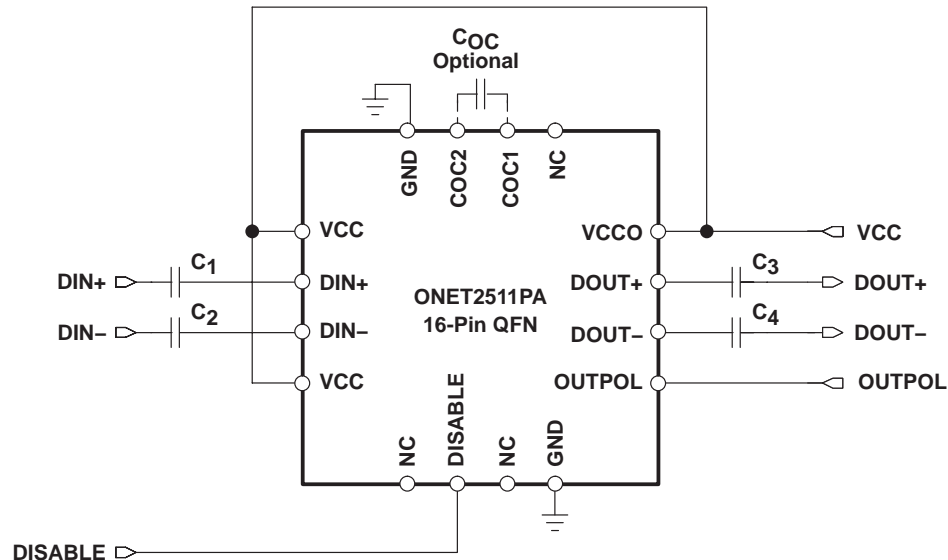 COC
Optional
GND
COC2
COC1
NC
VCC
VCCO
VCC
DIN+
C1
DIN+
DOUT+
C3
DOUT+
ONET2511PA
16-Pin QFN
DIN–
C2
DIN–
DOUT–
C4
DOUT–
VCC
OUTPOL
OUTPOL
NC
DISABLE
NC
GND
DISABLE